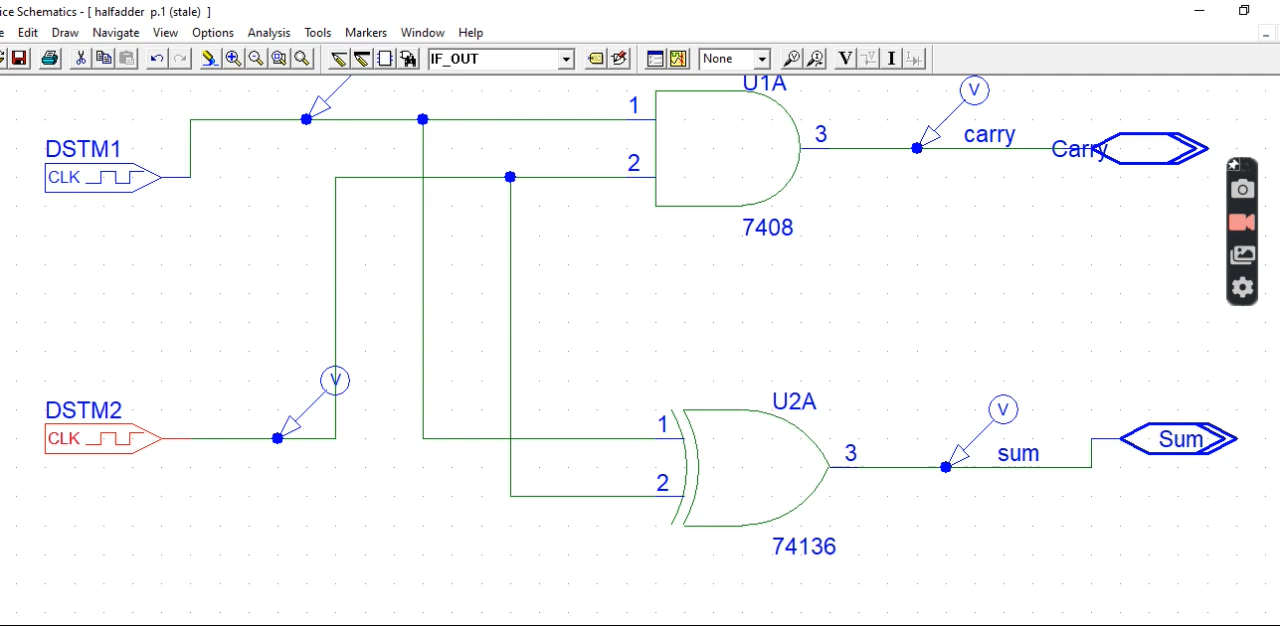 ice Schematics - [ halfadder p.1 (stale) ]
e Edit Draw Navigate View Options Analysis Tools Markers Window Help
IF_OUT None V I
U1A
V
1
DSTM1
CLK
2
3
carry
Carry
7408
V
DSTM2
CLK
U2A
V
1
2
3
sum
Sum
74136